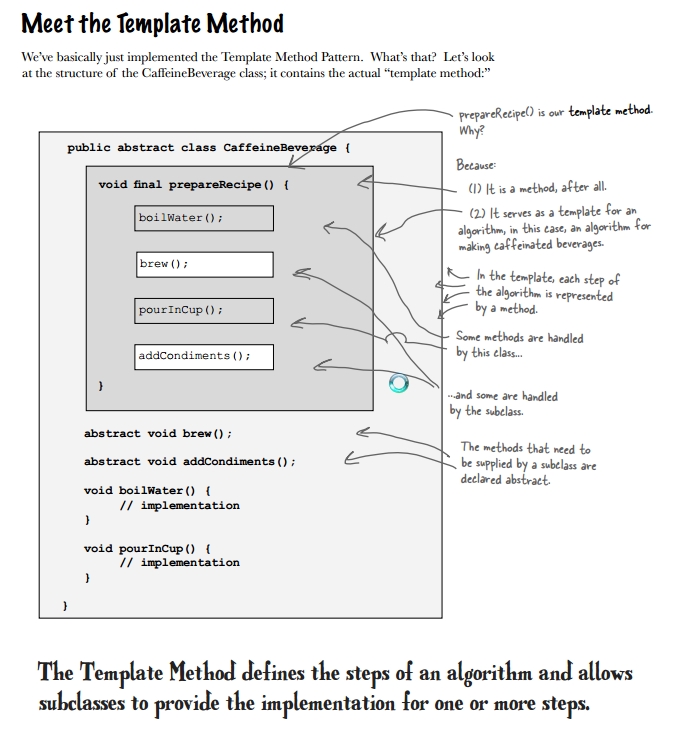 Meet the Template Method
We've basically just implemented the Template Method Pattern. What's that? Let's look
at the structure of the CaffeineBeverage class; it contains the actual "template method:"
prepareRecipe() is our template method.
Why?
public abstract class CaffeineBeverage {
Because:
void final prepareRecipe() {
(1) It is a method, after all.
boilWater();
(2) It serves as a template for an
algorithm, in this case, an algorithm for
making caffeinated beverages.
brew();
In the template, each step of
the algorithm is represented
by a method.
pourInCup();
Some methods are handled
by this class...
addCondiments();
}
...and some are handled
by the subclass.
abstract void brew();
abstract void addCondiments();
The methods that need to
be supplied by a subclass are
declared abstract.
void boilWater() {
// implementation
}
void pourInCup() {
// implementation
}
}
The Template Method defines the steps of an algorithm and allows
subclasses to provide the implementation for one or more steps.